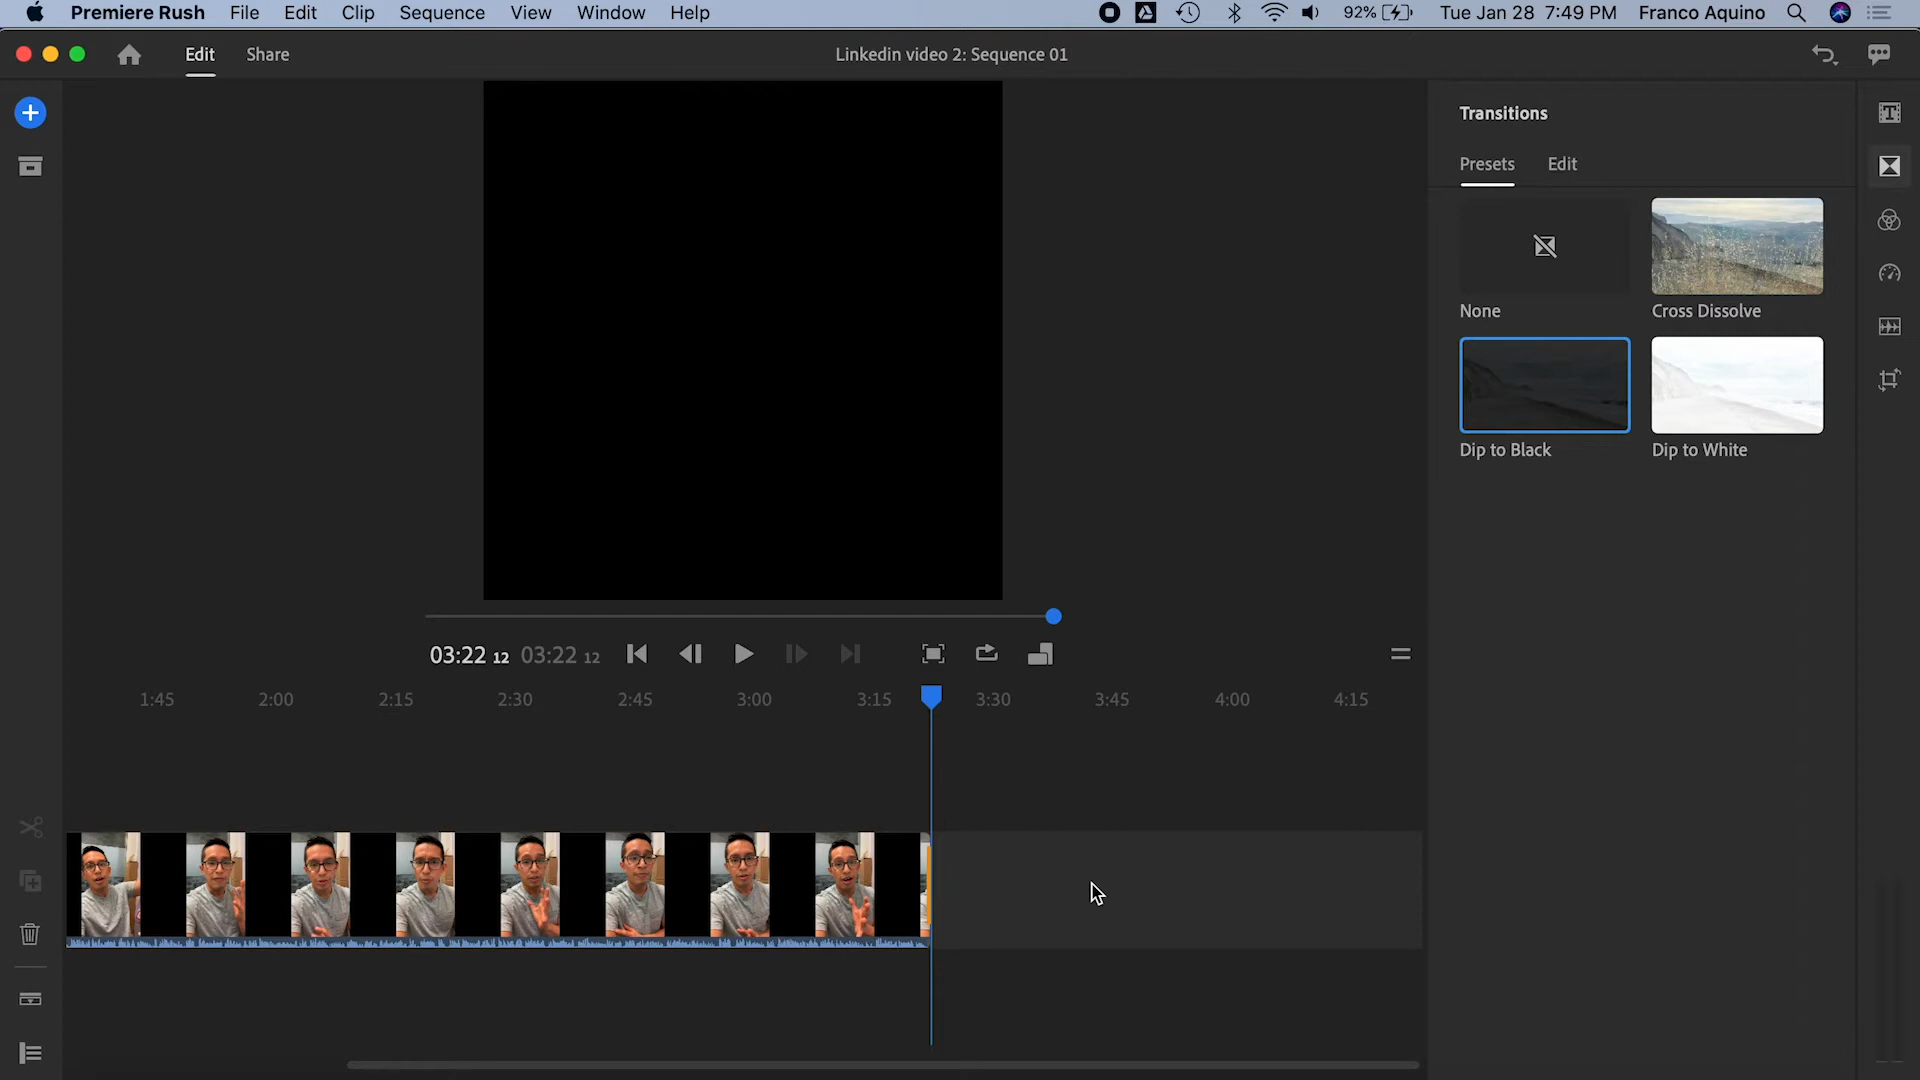 Premiere Rush File Edit Clip Sequence View Window Help 92% Tue Jan 28 7:49 PM Franco Aquino
Edit Share Linkedin video 2: Sequence 01
Transitions
Presets Edit
None Cross Dissolve
Dip to Black Dip to White
03:22 12 03:22 12
1:45 2:00 2:15 2:30 2:45 3:00 3:15 3:30 3:45 4:00 4:15